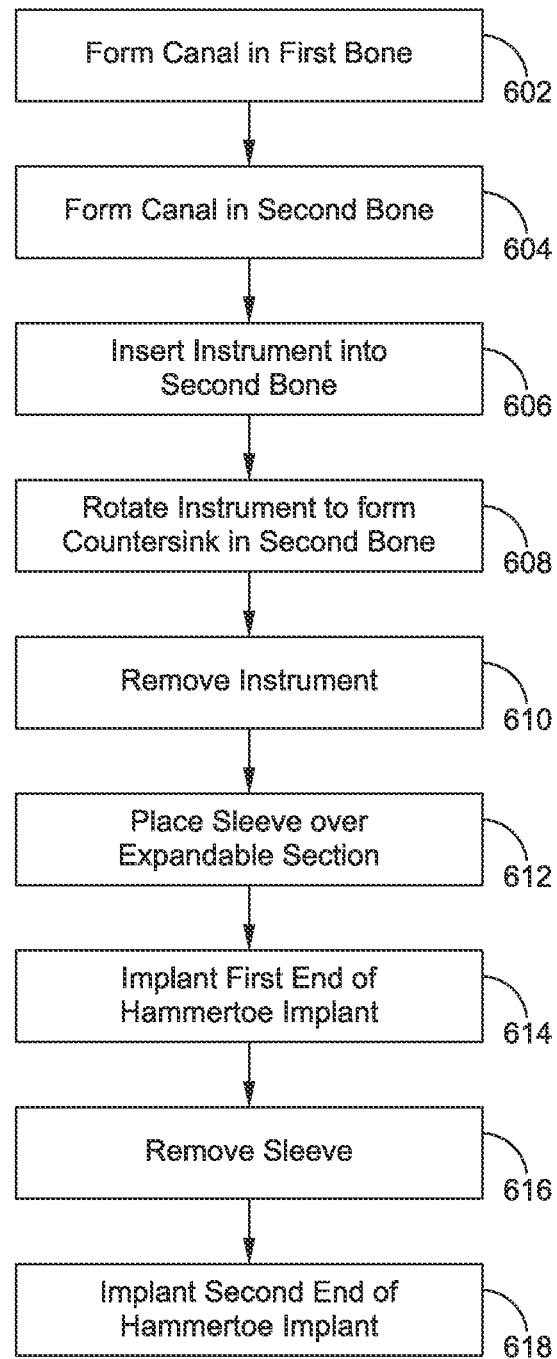 Form Canal in First Bone
602
Form Canal in Second Bone
604
Insert Instrument into
Second Bone
606
Rotate Instrument to form
Countersink in Second Bone
608
Remove Instrument
610
Place Sleeve over
Expandable Section
612
Implant First End of
Hammertoe Implant
614
Remove Sleeve
616
Implant Second End of
Hammertoe Implant
618